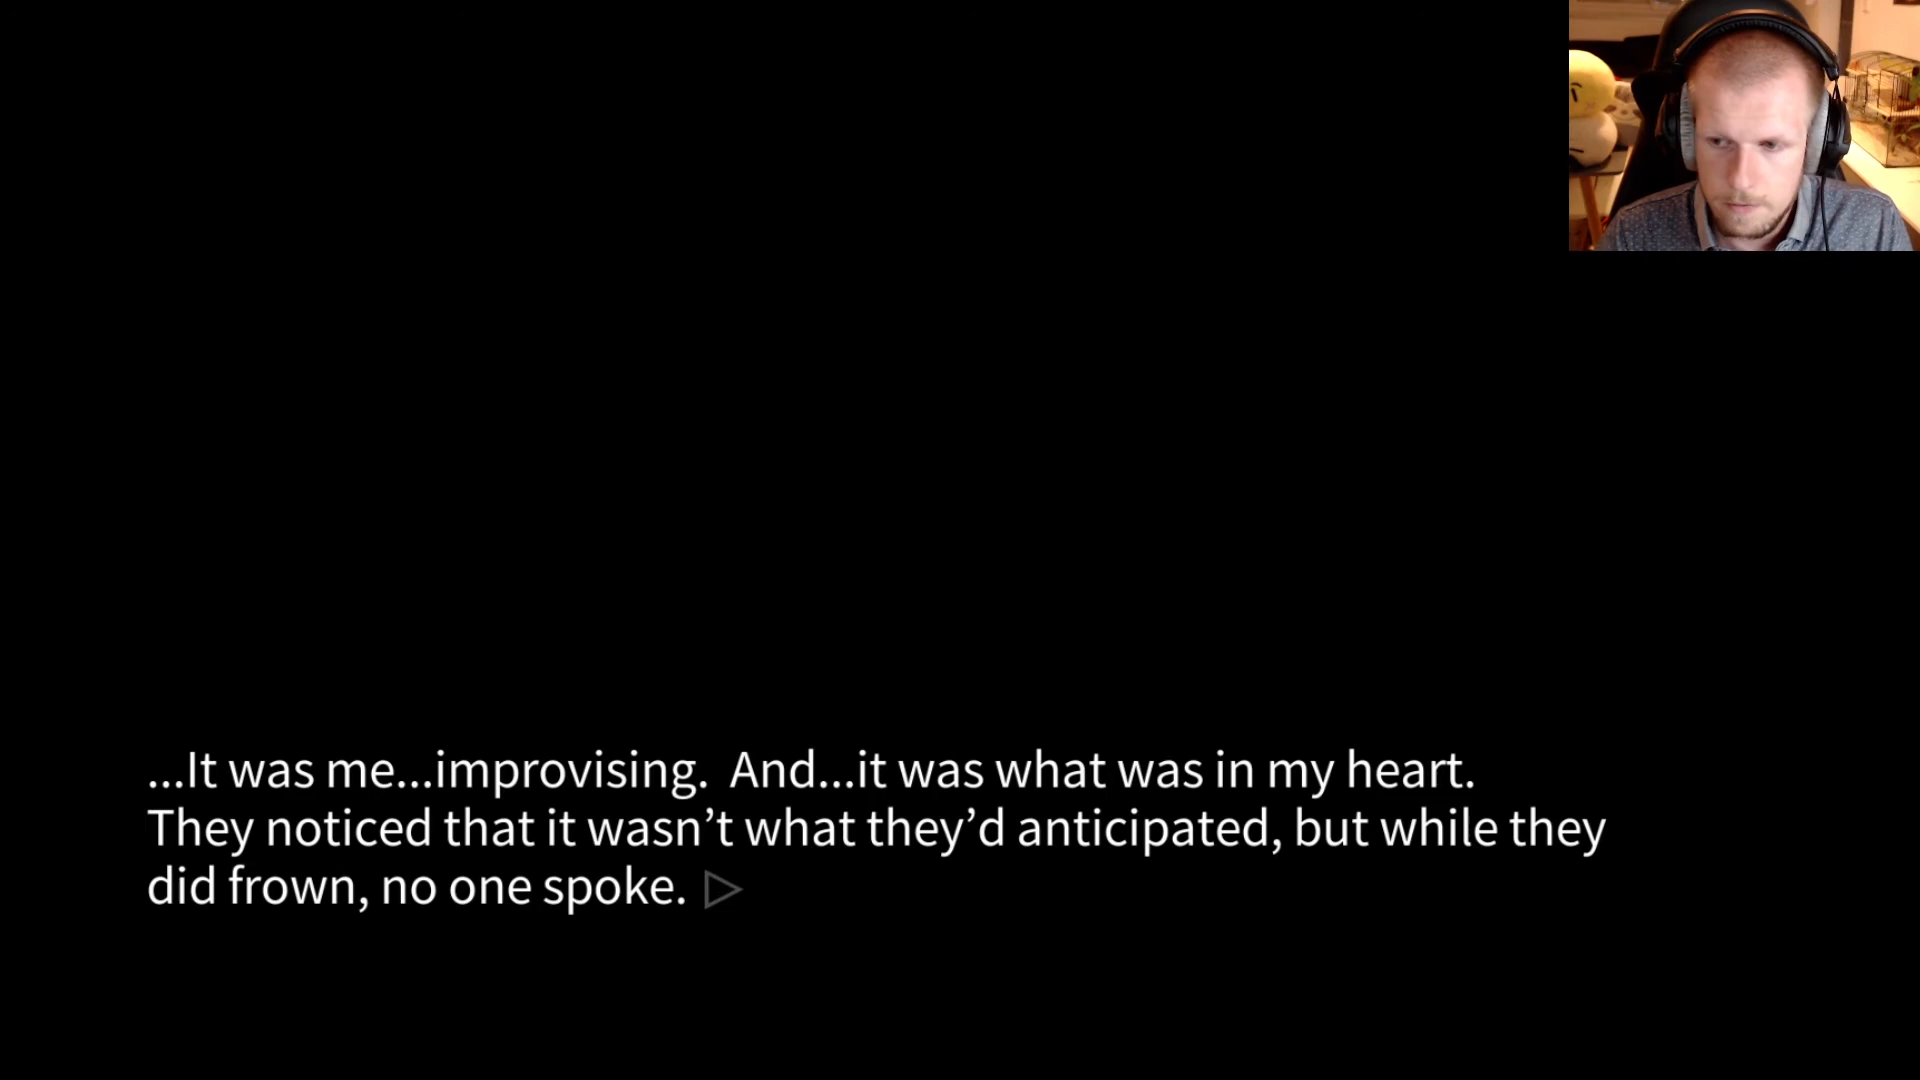 ...It was me...improvising.  And...it was what was in my heart.
They noticed that it wasn’t what they’d anticipated, but while they
did frown, no one spoke.